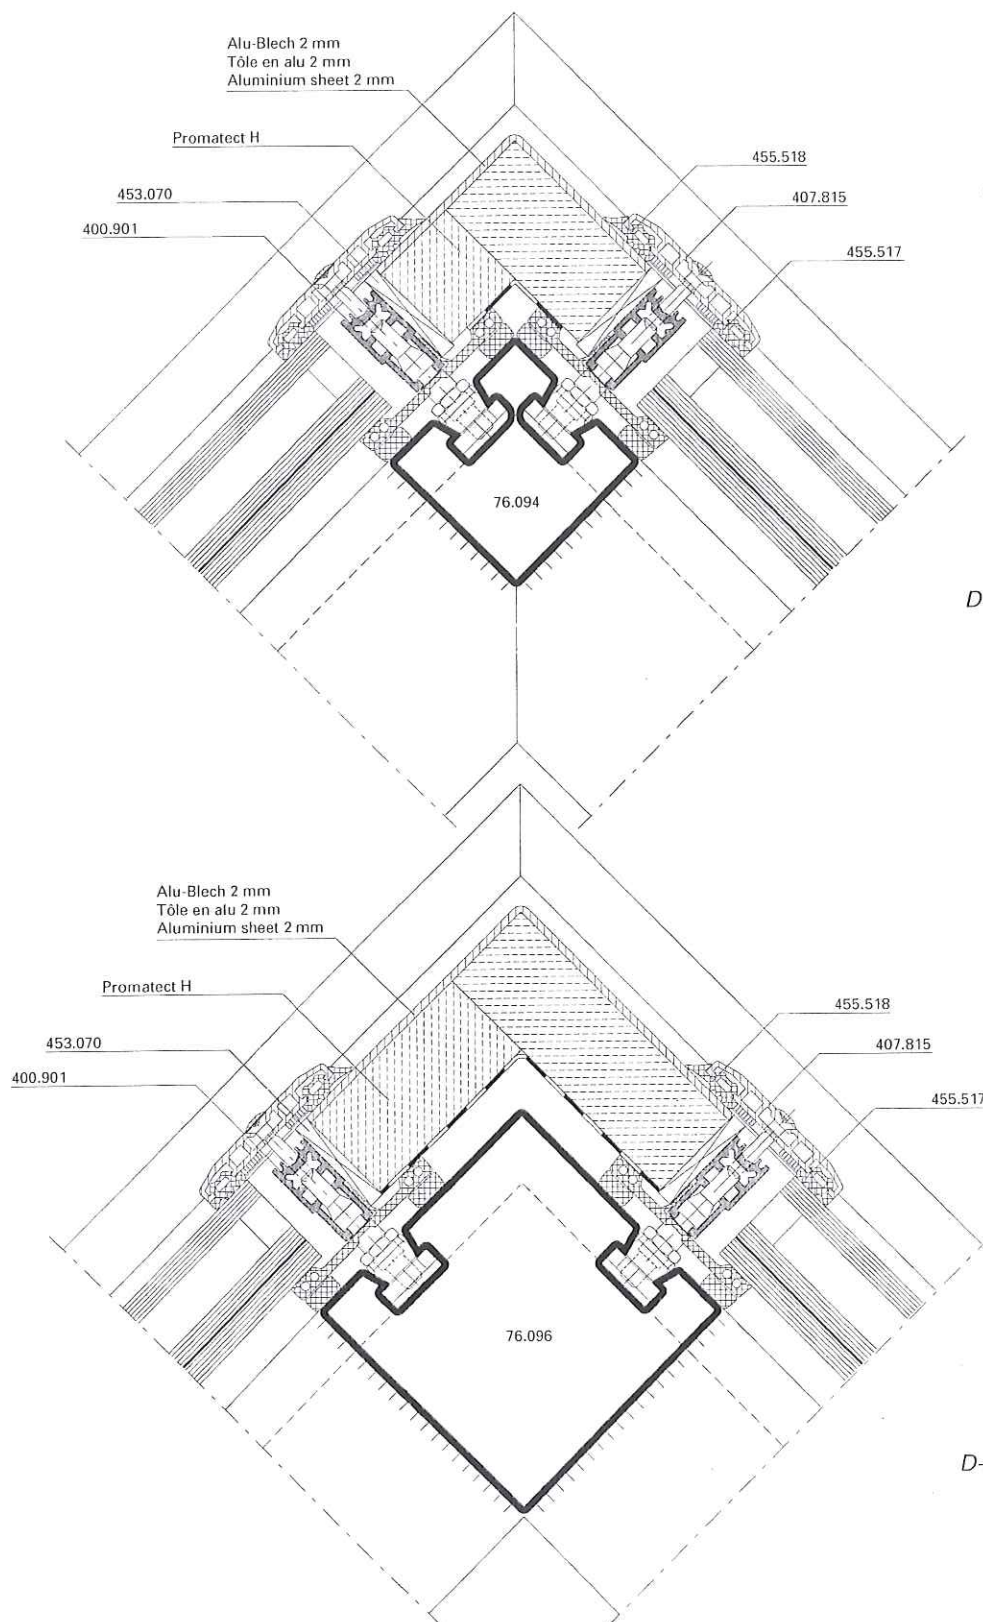 Alu-Blech 2 mm
Tôle en alu 2 mm
Aluminium sheet 2 mm
Promatect H
453.070
400.901
455.518
407.815
455.517
76.094
D
Alu-Blech 2 mm
Tôle en alu 2 mm
Aluminium sheet 2 mm
Promatect H
453.070
400.901
455.518
407.815
455.517
76.096
D-